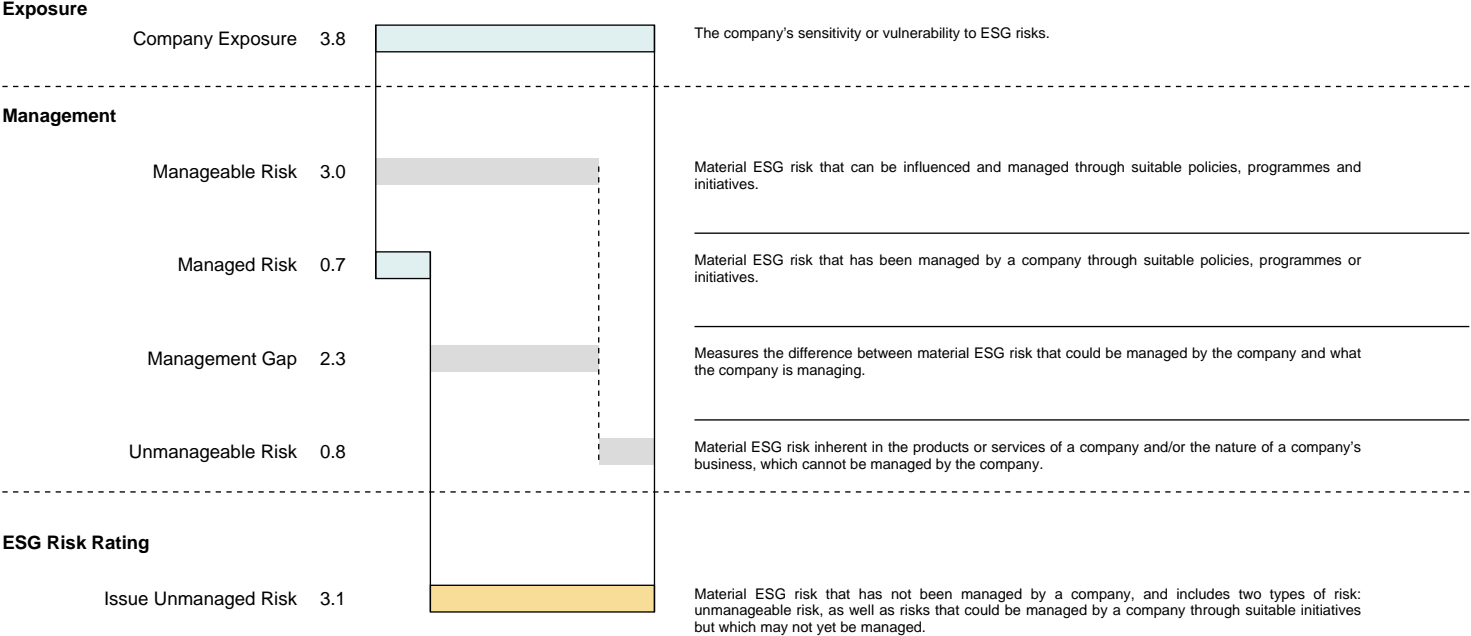 Exposure
Company Exposure 3.8
The company’s sensitivity or vulnerability to ESG risks.
Management
Manageable Risk 3.0
Material ESG risk that can be influenced and managed through suitable policies, programmes and
initiatives.
Managed Risk 0.7
Material ESG risk that has been managed by a company through suitable policies, programmes or
initiatives.
Management Gap 2.3
Measures the difference between material ESG risk that could be managed by the company and what
the company is managing.
Unmanageable Risk 0.8
Material ESG risk inherent in the products or services of a company and/or the nature of a company’s
business, which cannot be managed by the company.
ESG Risk Rating
Issue Unmanaged Risk 3.1
Material ESG risk that has not been managed by a company, and includes two types of risk:
unmanageable risk, as well as risks that could be managed by a company through suitable initiatives
but which may not yet be managed.